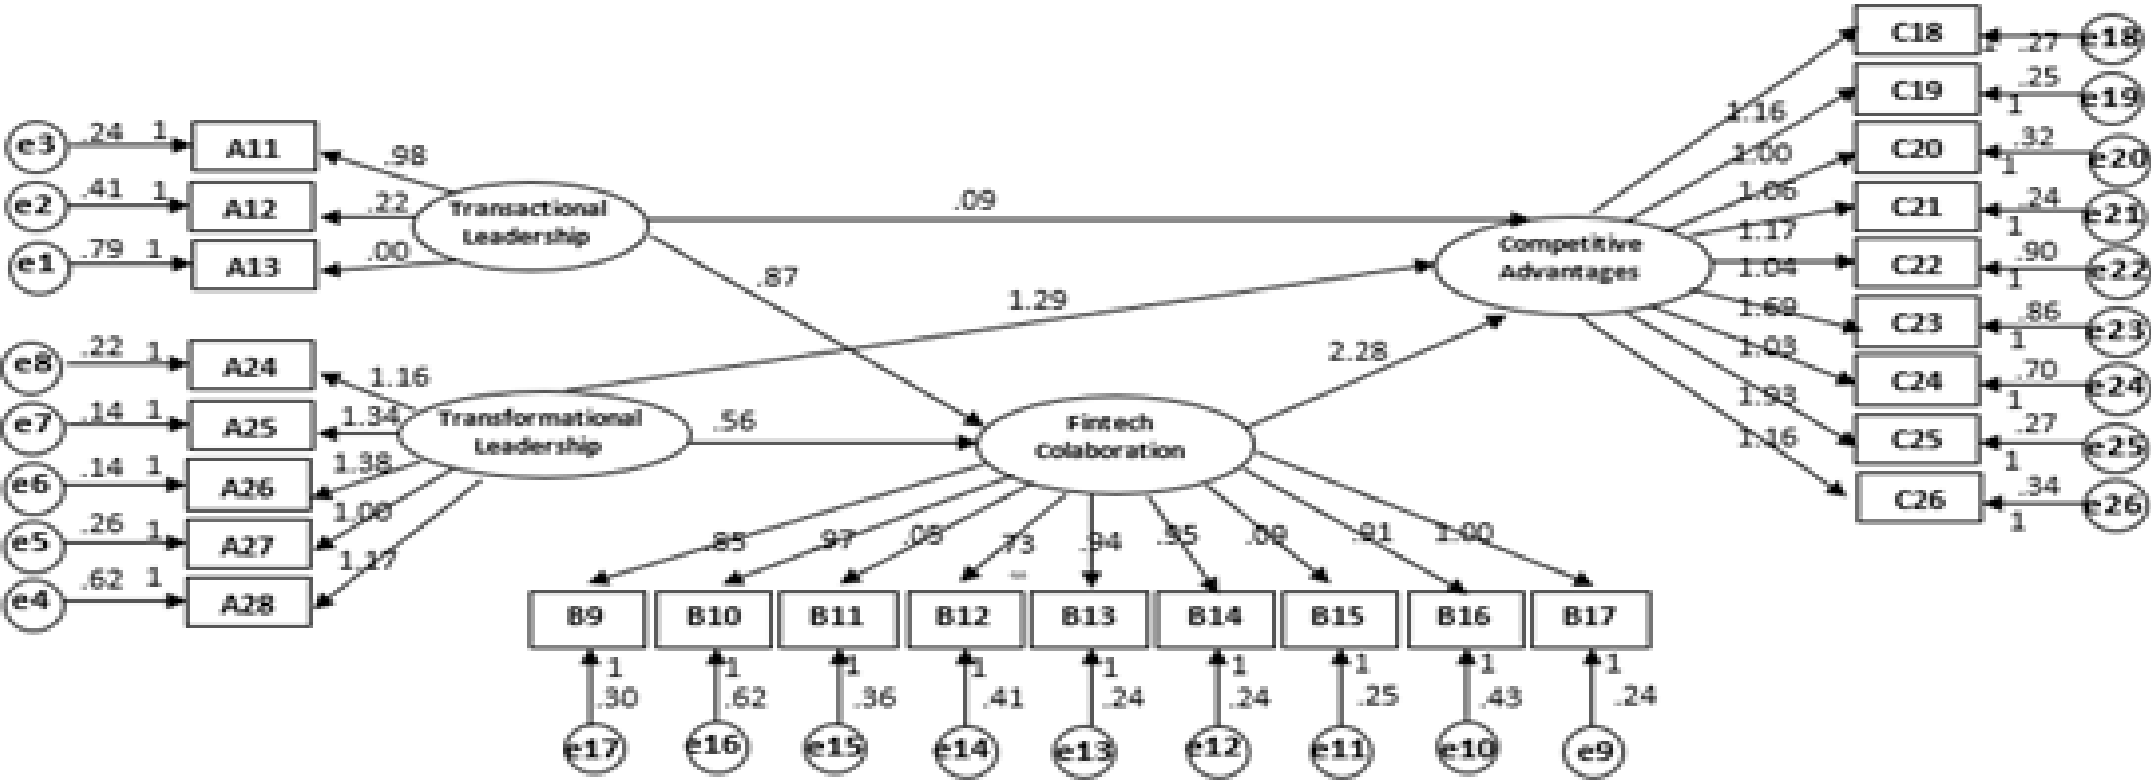 e3 .24 1 A11 .98
e2 .41 1 A12 .22
e1 .79 1 A13 .00
Transactional
Leadership
.09
.87
e8 .22 1 A24 1.16
e7 .14 1 A25 1.34
e6 .14 1 A26 1.38
e5 .26 1 A27 1.00
e4 .62 1 A28
Transformational
Leadership
1.29
.56
Fintech
Colaboration
2.28
Competitive
Advantages
.85 .97 .05 .73 .94 .95 .09 .81 1.00
B9 B10 B11 B12 B13 B14 B15 B16 B17
1 1 1 1 1 1 1 1 1
.30 .62 .36 .41 .24 .24 .25 .43 .24
e17 e16 e15 e14 e13 e12 e11 e10 e9
1.16 C18 1 .27 e18
1.00 C19 1 .25 e19
1.06 C20 1 .32 e20
1.17 C21 1 .24 e21
1.04 C22 1 .90 e22
C23 1 .86 e23
1.03 C24 1 .70 e24
1.93 C25 1 .27 e25
1.16 C26 1 .34 e26